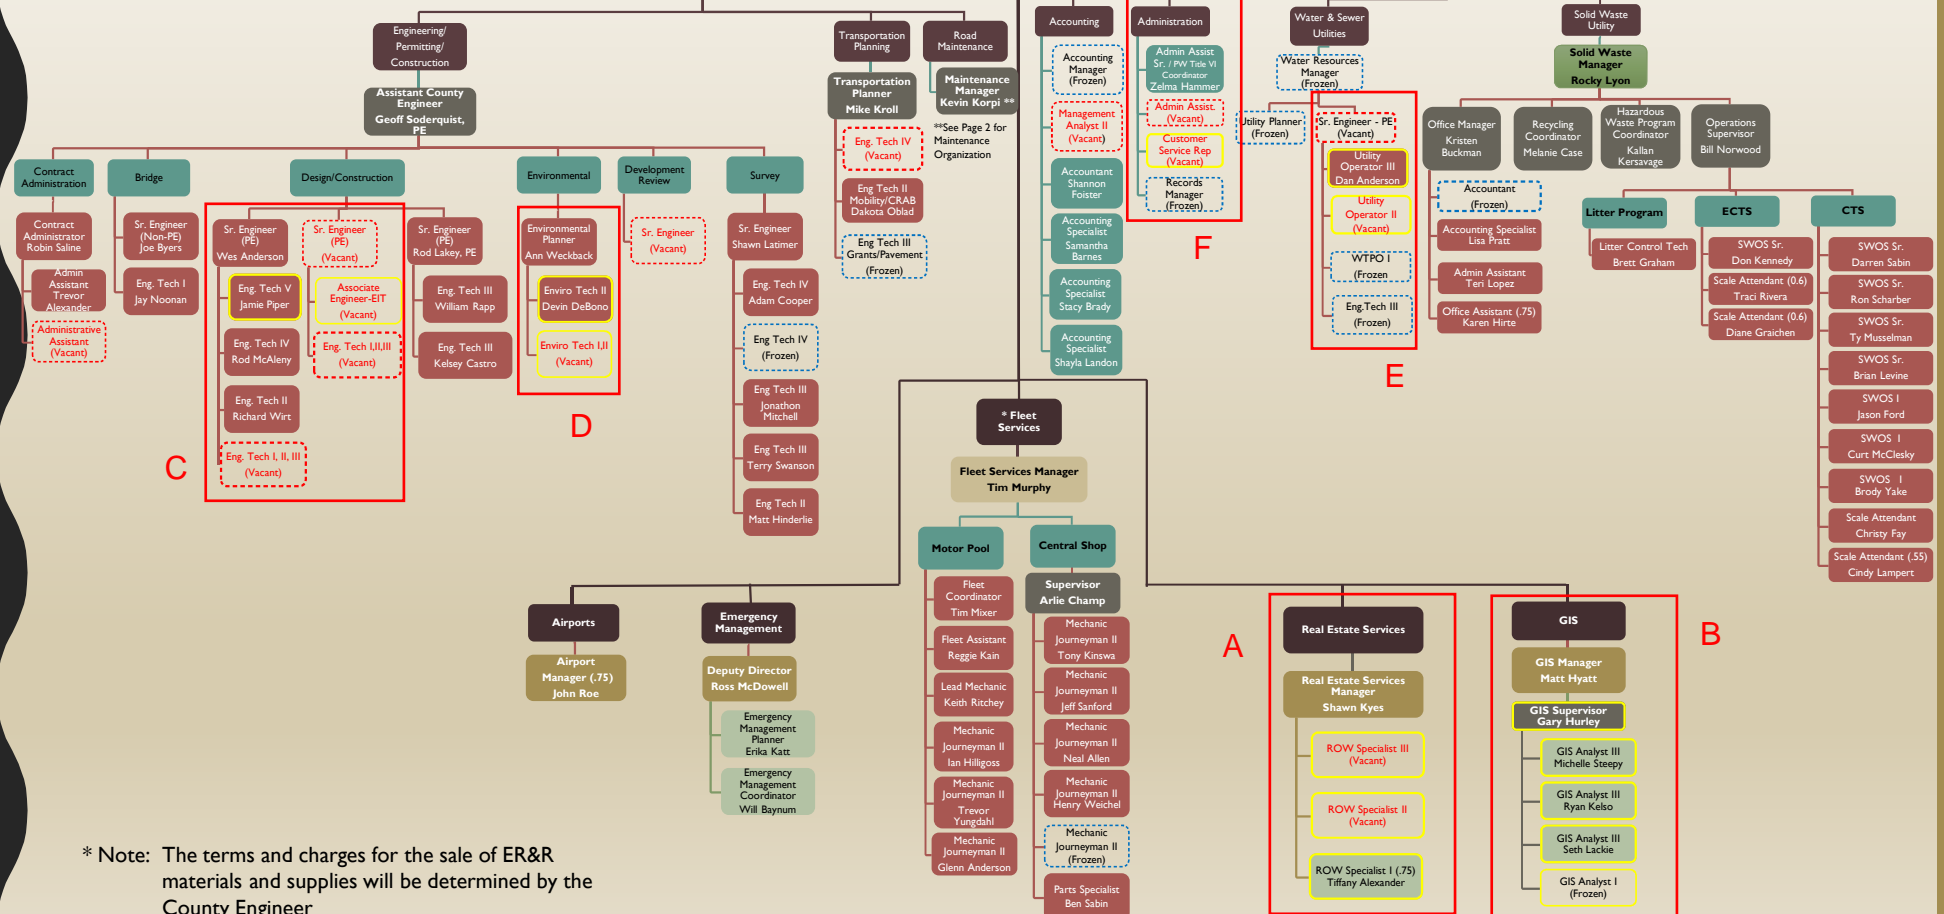 Engineering/
Permitting/
Construction
Assistant County
Engineer
Geoff Soderquist,
PE
Transportation
Planning
Transportation
Planner
Mike Kroll
Eng. Tech IV
(Vacant)
Eng Tech II
Mobility/CRAB
Dakota Oblad
Eng Tech III
Grants/Pavement
(Frozen)
Road
Maintenance
Maintenance
Manager
Kevin Korpi **
**See Page 2 for
Maintenance
Organization
Contract
Administration
Contract
Administrator
Robin Saline
Admin
Assistant
Trevor
Alexander
Administrative
Assistant
(Vacant)
Bridge
Sr. Engineer
(Non-PE)
Joe Byers
Eng. Tech I
Jay Noonan
Design/Construction
Sr. Engineer
(PE)
Wes Anderson
Eng. Tech V
Jamie Piper
Eng. Tech IV
Rod McAleny
Eng. Tech II
Richard Wirt
Eng. Tech I, II, III
(Vacant)
Sr. Engineer
(PE)
(Vacant)
Associate
Engineer-EIT
(Vacant)
Eng. Tech I,II,III
(Vacant)
Sr. Engineer
(PE)
Rod Lakey, PE
Eng. Tech III
William Rapp
Eng. Tech III
Kelsey Castro
C
Environmental
Environmental
Planner
Ann Weckback
Enviro Tech II
Devin DeBono
Enviro Tech I,II
(Vacant)
D
Development
Review
Sr. Engineer
(Vacant)
Survey
Sr. Engineer
Shawn Latimer
Eng. Tech IV
Adam Cooper
Eng Tech IV
(Frozen)
Eng Tech III
Jonathon
Mitchell
Eng Tech III
Terry Swanson
Eng Tech II
Matt Hinderlie
Accounting
Accounting
Manager
(Frozen)
Management
Analyst II
(Vacant)
Accountant
Shannon
Foister
Accounting
Specialist
Samantha
Barnes
Accounting
Specialist
Stacy Brady
Accounting
Specialist
Shayla Landon
Administration
Admin Assist
Sr. / PW Title VI
Coordinator
Zelma Hammer
Admin Assist.
(Vacant)
Customer
Service Rep
(Vacant)
Records
Manager
(Frozen)
F
Water & Sewer
Utilities
Water Resources
Manager
(Frozen)
Utility Planner
(Frozen)
Sr. Engineer - PE
(Vacant)
Utility
Operator III
Dan Anderson
Utility
Operator II
(Vacant)
WTPO I
(Frozen
Eng.Tech III
(Frozen)
E
Solid Waste
Utility
Solid Waste
Manager
Rocky Lyon
Office Manager
Kristen
Buckman
Accountant
(Frozen)
Accounting Specialist
Lisa Pratt
Admin Assistant
Teri Lopez
Office Assistant (.75)
Karen Hirte
Recycling
Coordinator
Melanie Case
Hazardous
Waste Program
Coordinator
Kallan
Kersavage
Operations
Supervisor
Bill Norwood
Litter Program
Litter Control Tech
Brett Graham
ECTS
SWOS Sr.
Don Kennedy
Scale Attendant (0.6)
Traci Rivera
Scale Attendant (0.6)
Diane Graichen
CTS
SWOS Sr.
Darren Sabin
SWOS Sr.
Ron Scharber
SWOS Sr.
Ty Musselman
SWOS Sr.
Brian Levine
SWOS I
Jason Ford
SWOS I
Curt McClesky
SWOS I
Brody Yake
Scale Attendant
Christy Fay
Scale Attendant (.55)
Cindy Lampert
* Fleet
Services
Fleet Services Manager
Tim Murphy
Motor Pool
Fleet
Coordinator
Tim Mixer
Fleet Assistant
Reggie Kain
Lead Mechanic
Keith Ritchey
Mechanic
Journeyman II
Ian Hilligoss
Mechanic
Journeyman II
Trevor
Yungdahl
Mechanic
Journeyman II
Glenn Anderson
Central Shop
Supervisor
Arlie Champ
Mechanic
Journeyman II
Tony Kinswa
Mechanic
Journeyman II
Jeff Sanford
Mechanic
Journeyman II
Neal Allen
Mechanic
Journeyman II
Henry Weichel
Mechanic
Journeyman II
(Frozen)
Parts Specialist
Ben Sabin
Airports
Airport
Manager (.75)
John Roe
Emergency
Management
Deputy Director
Ross McDowell
Emergency
Management
Planner
Erika Katt
Emergency
Management
Coordinator
Will Baynum
A
Real Estate Services
Real Estate Services
Manager
Shawn Kyes
ROW Specialist III
(Vacant)
ROW Specialist II
(Vacant)
ROW Specialist I (.75)
Tiffany Alexander
B
GIS
GIS Manager
Matt Hyatt
GIS Supervisor
Gary Hurley
GIS Analyst III
Michelle Steepy
GIS Analyst III
Ryan Kelso
GIS Analyst III
Seth Lackie
GIS Analyst I
(Frozen)
* Note: The terms and charges for the sale of ER&R
materials and supplies will be determined by the
County Engineer